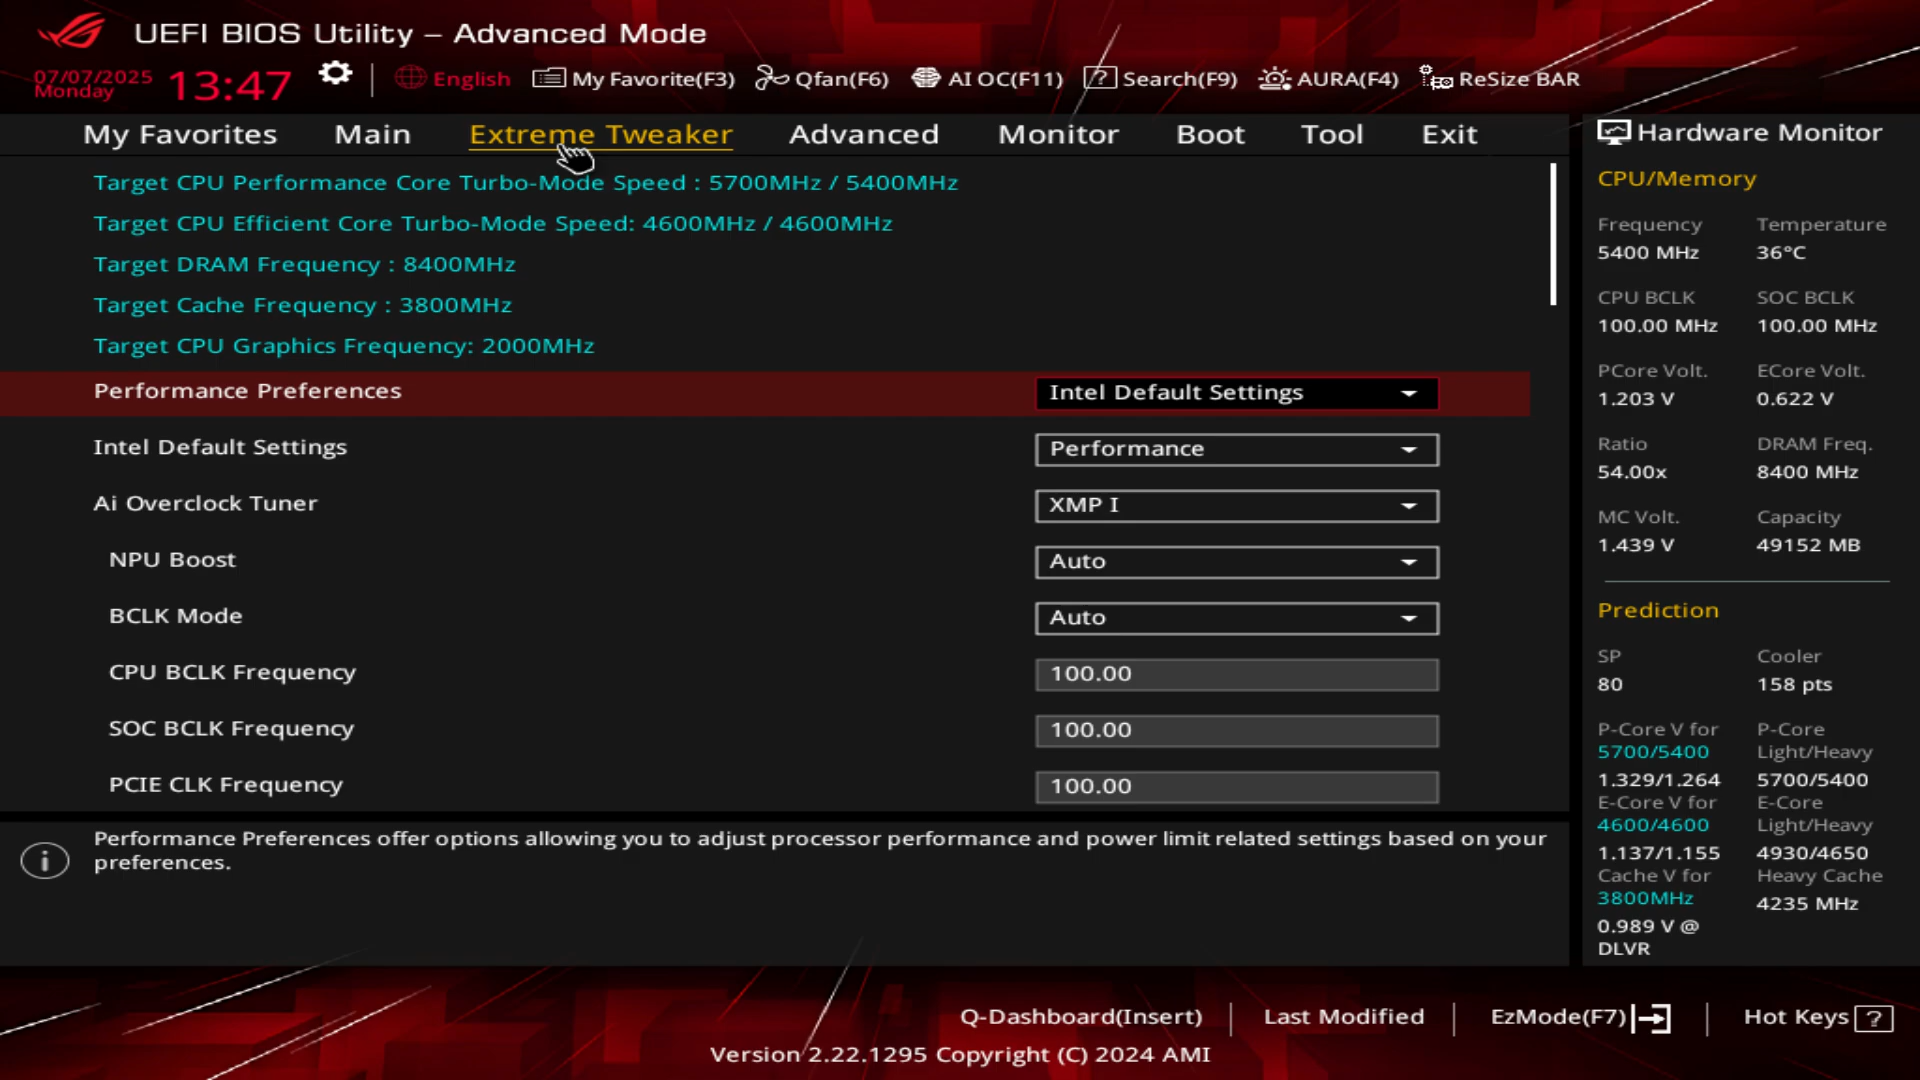 UEFI BIOS Utility – Advanced Mode
07/07/2025
Monday
13:47
English
My Favorite(F3)
Qfan(F6)
AI OC(F11)
? Search(F9)
AURA(F4)
ReSize BAR
My Favorites
Main
Extreme Tweaker
Advanced
Monitor
Boot
Tool
Exit
Target CPU Performance Core Turbo-Mode Speed : 5700MHz / 5400MHz
Target CPU Efficient Core Turbo-Mode Speed: 4600MHz / 4600MHz
Target DRAM Frequency : 8400MHz
Target Cache Frequency : 3800MHz
Target CPU Graphics Frequency: 2000MHz
Performance Preferences Intel Default Settings
Intel Default Settings Performance
Ai Overclock Tuner XMP I
NPU Boost Auto
BCLK Mode Auto
CPU BCLK Frequency 100.00
SOC BCLK Frequency 100.00
PCIE CLK Frequency 100.00
i
Performance Preferences offer options allowing you to adjust processor performance and power limit related settings based on your
preferences.
Hardware Monitor
CPU/Memory
Frequency Temperature
5400 MHz 36°C
CPU BCLK SOC BCLK
100.00 MHz 100.00 MHz
PCore Volt. ECore Volt.
1.203 V 0.622 V
Ratio DRAM Freq.
54.00x 8400 MHz
MC Volt. Capacity
1.439 V 49152 MB
Prediction
SP Cooler
80 158 pts
P-Core V for P-Core
5700/5400 Light/Heavy
1.329/1.264 5700/5400
E-Core V for E-Core
4600/4600 Light/Heavy
1.137/1.155 4930/4650
Cache V for Heavy Cache
3800MHz 4235 MHz
0.989 V @
DLVR
Q-Dashboard(Insert)
Last Modified
EzMode(F7)
Hot Keys ?
Version 2.22.1295 Copyright (C) 2024 AMI